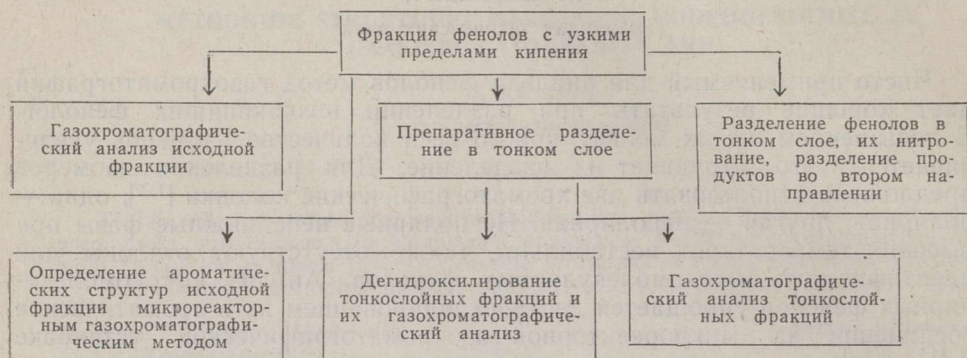 Фракция фенолов с узкими
пределами кипения
Газохроматографиче-
ский анализ исходной
фракции
Препаративное разделе-
ние в тонком слое
Разделение фенолов в
тонком слое, их нитро-
вание, разделение про-
дуктов во втором на-
правлении
Определение ароматиче-
ских структур исходной
фракции микрореактор-
ным газохроматографи-
ческим методом
Дегидроксилирование
тонкослойных фракций и
их газохроматографиче-
ский анализ
Газохроматографиче-
ский анализ тонкослой-
ных фракций